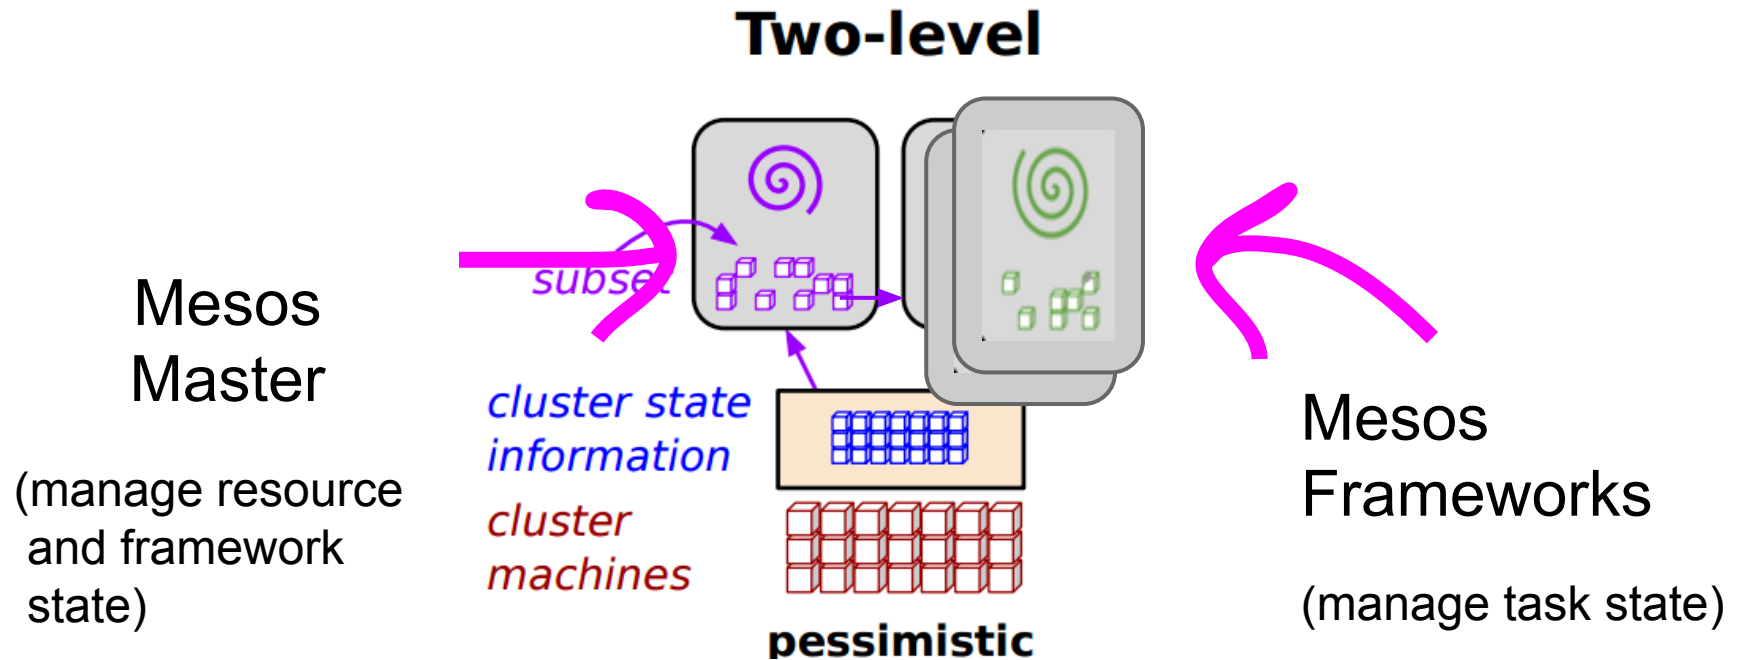 Two-level
subset
Mesos
Master
(manage resource
and framework
state)
cluster state
information
cluster
machines
pessimistic
Mesos
Frameworks
(manage task state)